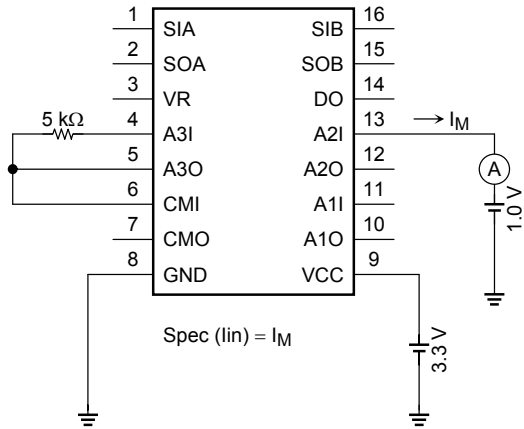 1 SIA SIB 16
2 SOA SOB 15
3 VR DO 14
5 kΩ 4 A3I A2I 13 → I_M
5 A3O A2O 12 A
6 CMI A1I 11 1.0 V
7 CMO A1O 10
8 GND VCC 9
Spec (Iin) = I_M
3.3 V